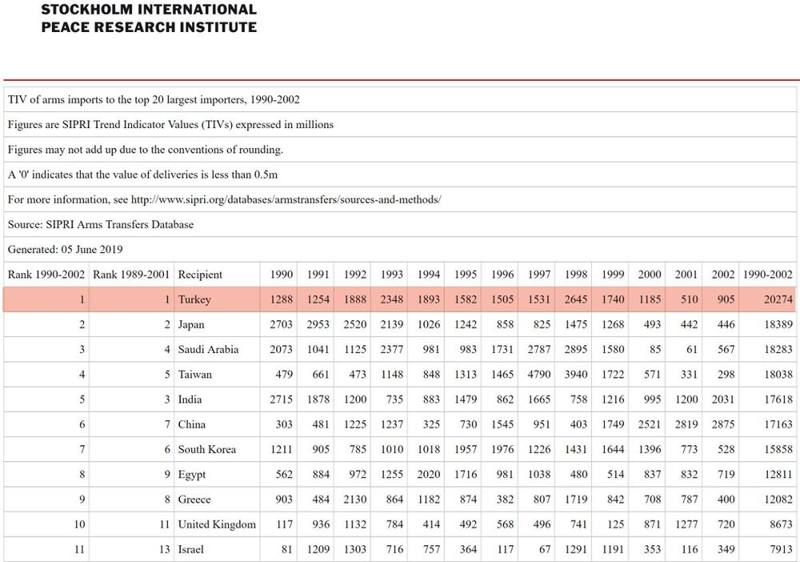 STOCKHOLM INTERNATIONAL
PEACE RESEARCH INSTITUTE
TIV of arms imports to the top 20 largest importers, 1990-2002
Figures are SIPRI Trend Indicator Values (TIVs) expressed in millions
Figures may not add up due to the conventions of rounding.
A '0' indicates that the value of deliveries is less than 0.5m
For more information, see http://www.sipri.org/databases/armstransfers/sources-and-methods/
Source: SIPRI Arms Transfers Database
Generated: 05 June 2019
Rank 1990-2002 Rank 1989-2001 Recipient 1990 1991 1992 1993 1994 1995 1996 1997 1998 1999 2000 2001 2002 1990-2002
1 1 Turkey 1288 1254 1888 2348 1893 1582 1505 1531 2645 1740 1185 510 905 20274
2 2 Japan 2703 2953 2520 2139 1026 1242 858 825 1475 1268 493 442 446 18389
3 4 Saudi Arabia 2073 1041 1125 2377 981 983 1731 2787 2895 1580 85 61 567 18283
4 5 Taiwan 479 661 473 1148 848 1313 1465 4790 3940 1722 571 331 298 18038
5 3 India 2715 1878 1200 735 883 1479 862 1665 758 1216 995 1200 2031 17618
6 7 China 303 481 1225 1237 325 730 1545 951 403 1749 2521 2819 2875 17163
7 6 South Korea 1211 905 785 1010 1018 1957 1976 1226 1431 1644 1396 773 528 15858
8 9 Egypt 562 884 972 1255 2020 1716 981 1038 480 514 837 832 719 12811
9 8 Greece 903 484 2130 864 1182 874 382 807 1719 842 708 787 400 12082
10 11 United Kingdom 117 936 1132 784 414 492 568 496 741 125 871 1277 720 8673
11 13 Israel 81 1209 1303 716 757 364 117 67 1291 1191 353 116 349 7913